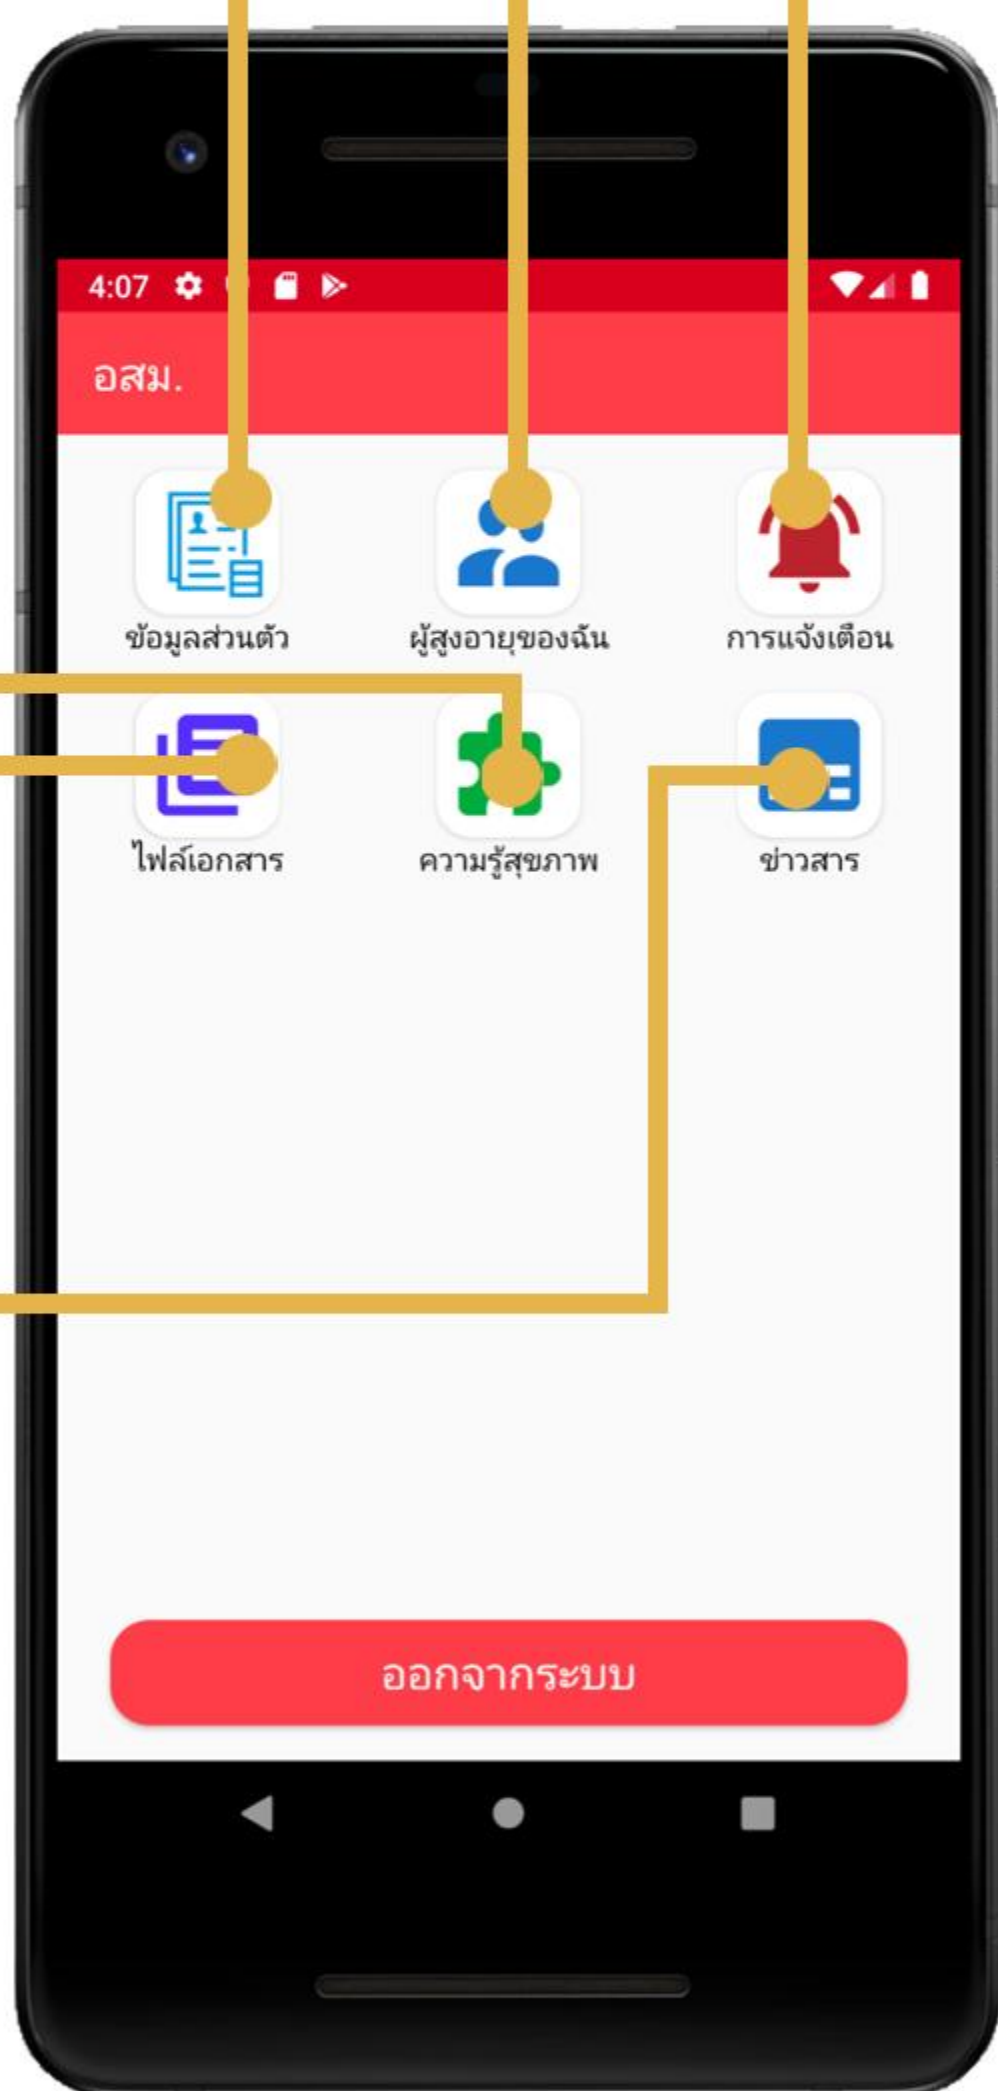 4:07
อสม.
ข้อมูลส่วนตัว ผู้สูงอายุของฉัน การแจ้งเตือน
ไฟล์เอกสาร ความรู้สุขภาพ ข่าวสาร
ออกจากระบบ